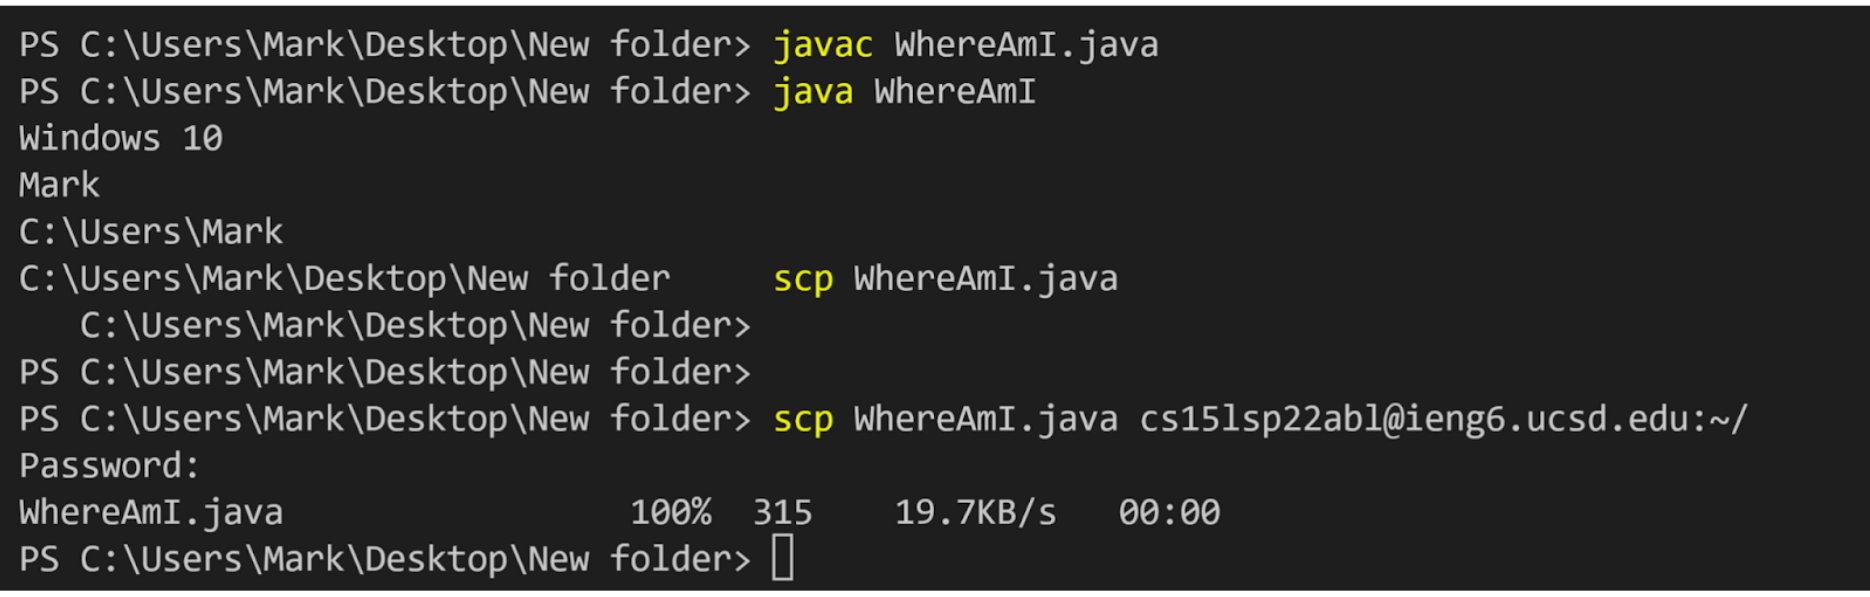 PS C:\Users\Mark\Desktop\New folder> javac WhereAmI.java
PS C:\Users\Mark\Desktop\New folder> java WhereAmI
Windows 10
Mark
C:\Users\Mark
C:\Users\Mark\Desktop\New folder     scp WhereAmI.java
   C:\Users\Mark\Desktop\New folder>
PS C:\Users\Mark\Desktop\New folder>
PS C:\Users\Mark\Desktop\New folder> scp WhereAmI.java cs15lsp22abl@ieng6.ucsd.edu:~/
Password:
WhereAmI.java                 100%  315    19.7KB/s   00:00
PS C:\Users\Mark\Desktop\New folder>